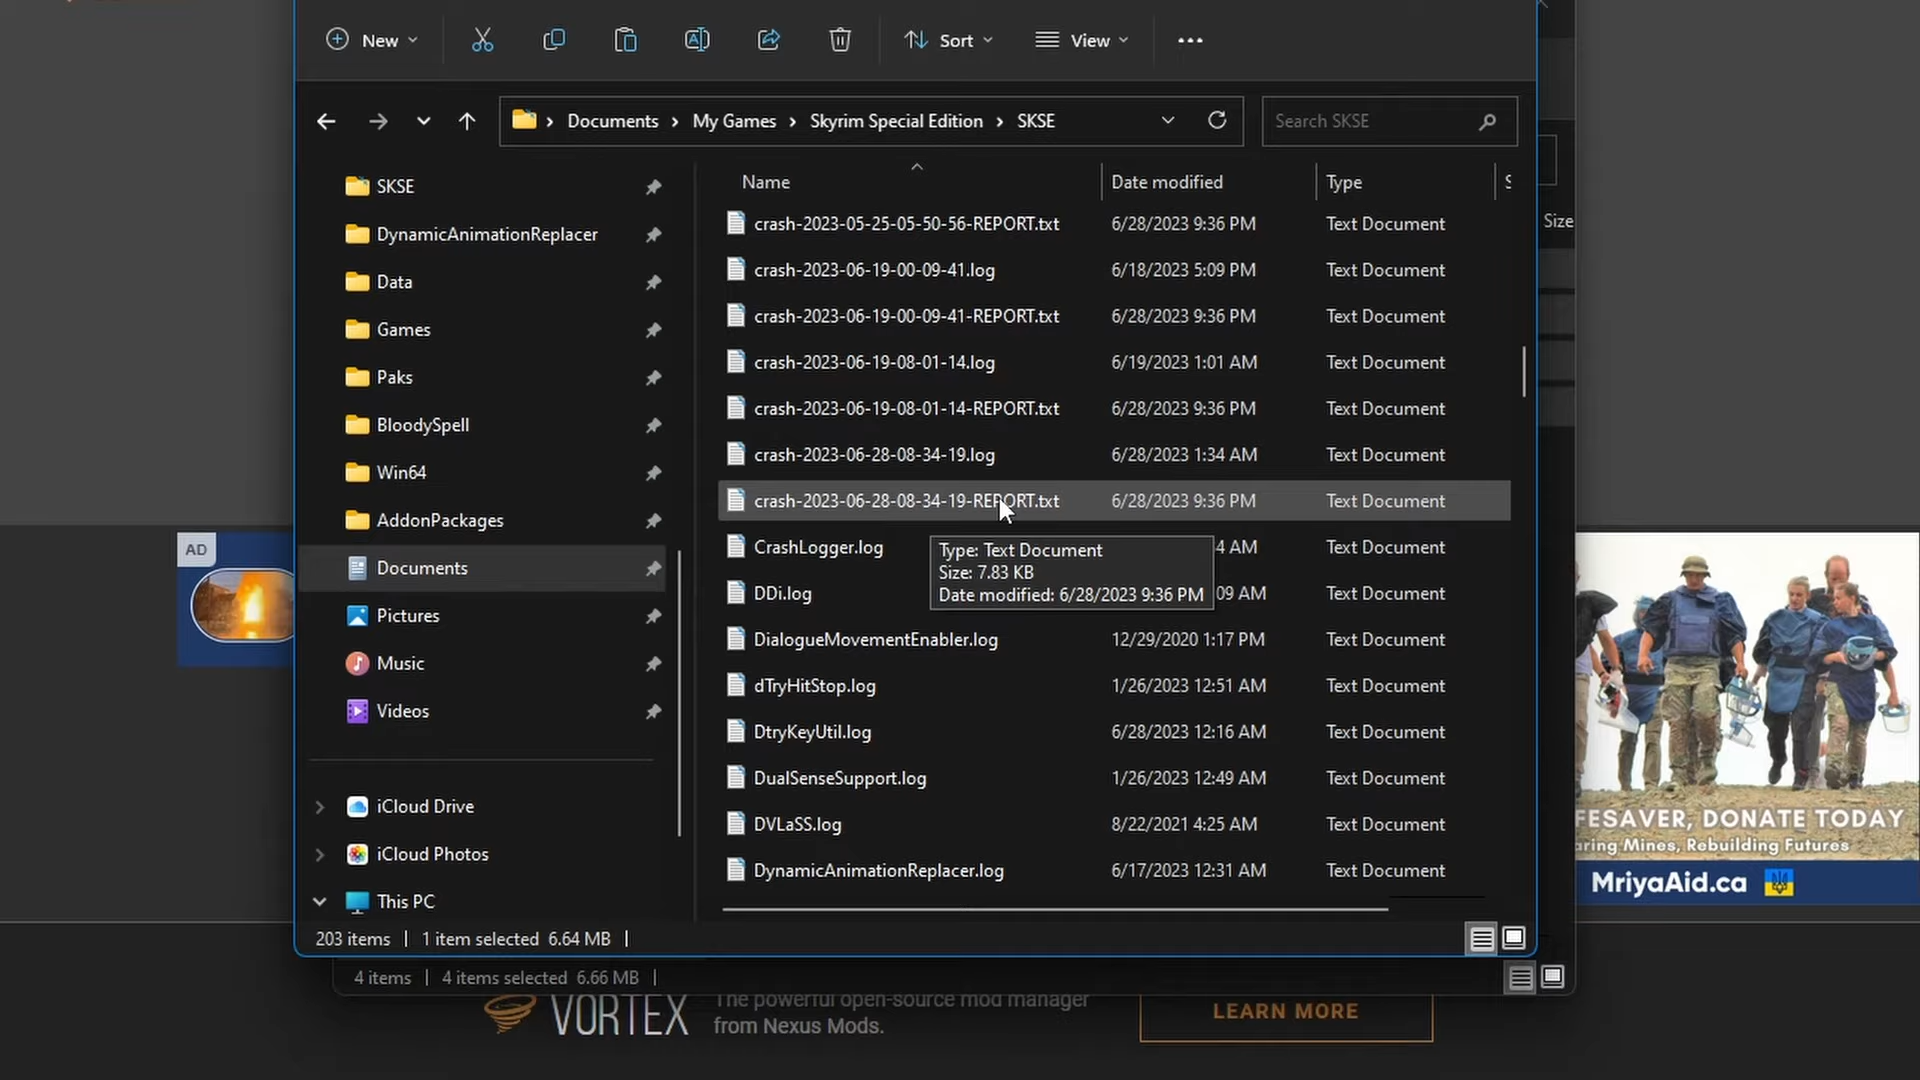 New
Sort
View
Documents > My Games > Skyrim Special Edition > SKSE
Search SKSE
SKSE
DynamicAnimationReplacer
Data
Games
Paks
BloodySpell
Win64
AddonPackages
Documents
Pictures
Music
Videos
iCloud Drive
iCloud Photos
This PC
Name Date modified Type S
crash-2023-05-25-05-50-56-REPORT.txt 6/28/2023 9:36 PM Text Document
crash-2023-06-19-00-09-41.log 6/18/2023 5:09 PM Text Document
crash-2023-06-19-00-09-41-REPORT.txt 6/28/2023 9:36 PM Text Document
crash-2023-06-19-08-01-14.log 6/19/2023 1:01 AM Text Document
crash-2023-06-19-08-01-14-REPORT.txt 6/28/2023 9:36 PM Text Document
crash-2023-06-28-08-34-19.log 6/28/2023 1:34 AM Text Document
crash-2023-06-28-08-34-19-REPORT.txt 6/28/2023 9:36 PM Text Document
CrashLogger.log 4 AM Text Document
DDi.log 09 AM Text Document
DialogueMovementEnabler.log 12/29/2020 1:17 PM Text Document
dTryHitStop.log 1/26/2023 12:51 AM Text Document
DtryKeyUtil.log 6/28/2023 12:16 AM Text Document
DualSenseSupport.log 1/26/2023 12:49 AM Text Document
DVLaSS.log 8/22/2021 4:25 AM Text Document
DynamicAnimationReplacer.log 6/17/2023 12:31 AM Text Document
Type: Text Document
Size: 7.83 KB
Date modified: 6/28/2023 9:36 PM
203 items | 1 item selected 6.64 MB |
4 items | 4 items selected 6.66 MB |
Size
AD
FESAVER, DONATE TODAY
aring Mines, Rebuilding Futures
MriyaAid.ca
VORTEX
The powerful open-source mod manager
from Nexus Mods.
LEARN MORE